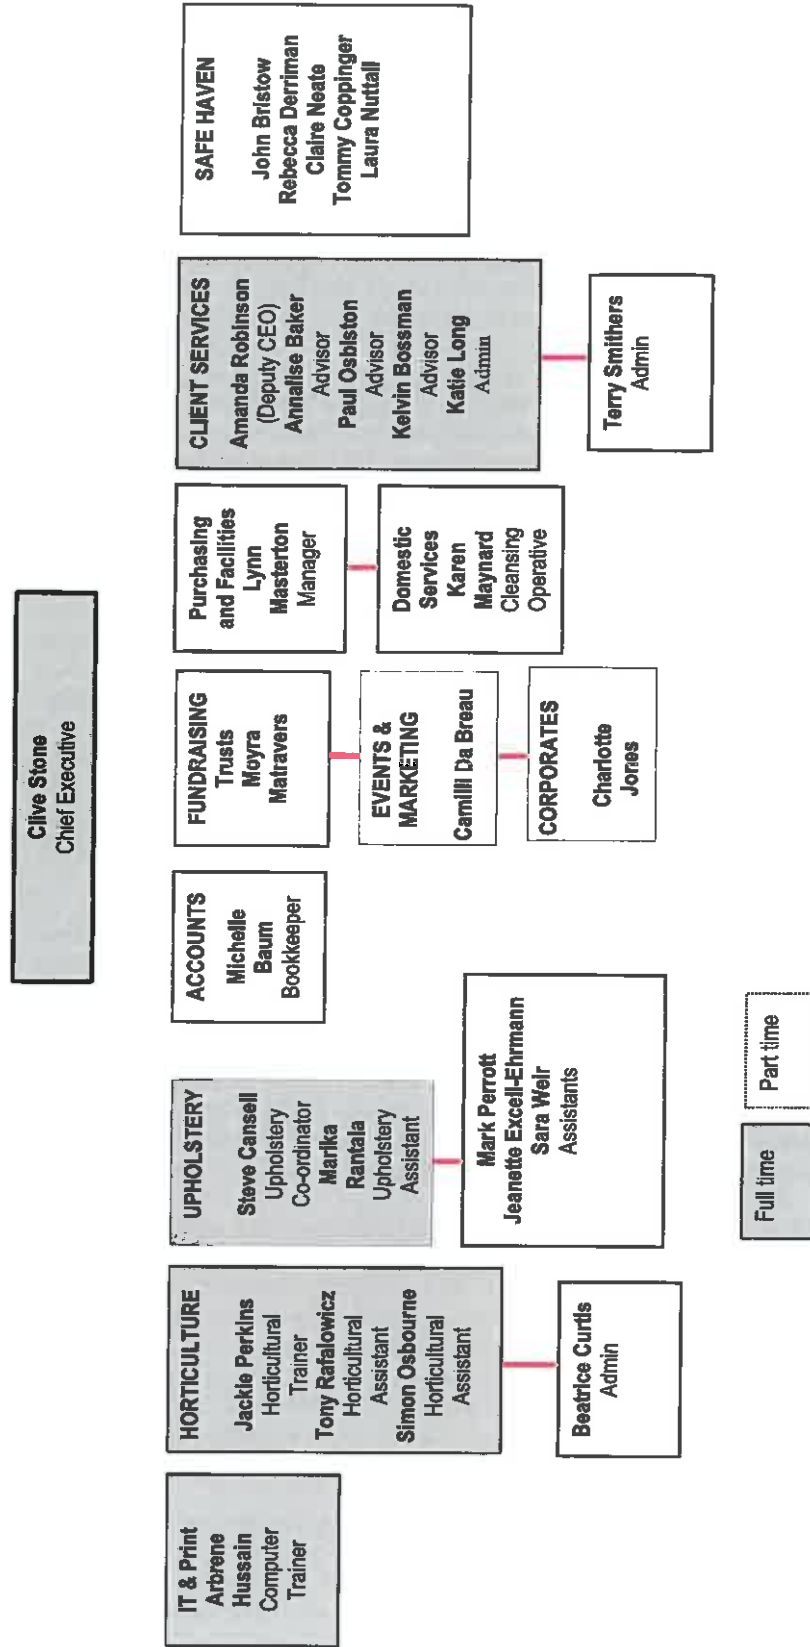 Clive Stone
Chief Executive
IT & Print
Arbrene
Hussain
Computer
Trainer
HORTICULTURE
Jackie Perkins
Horticultural
Trainer
Tony Rafalowicz
Horticultural
Assistant
Simon Osbourne
Horticultural
Assistant
Beatrice Curtis
Admin
UPHOLSTERY
Steve Cansell
Upholstery
Co-ordinator
Marika
Rantala
Upholstery
Assistant
Mark Perrott
Jeanette Excell-Ehrmann
Sara Weir
Assistants
ACCOUNTS
Michelle
Baum
Bookkeeper
FUNDRAISING
Trusts
Moyra
Matravers
EVENTS &
MARKETING
Camilli Da Breau
CORPORATES
Charlotte
Jones
Purchasing
and Facilities
Lynn
Masterton
Manager
Domestic
Services
Karen
Maynard
Cleansing
Operative
CLIENT SERVICES
Amanda Robinson
(Deputy CEO)
Annalise Baker
Advisor
Paul Osbiston
Advisor
Kelvin Bossman
Advisor
Katie Long
Admin
Terry Smithers
Admin
SAFE HAVEN
John Bristow
Rebecca Derriman
Claire Neate
Tommy Coppinger
Laura Nuttall
Full time
Part time